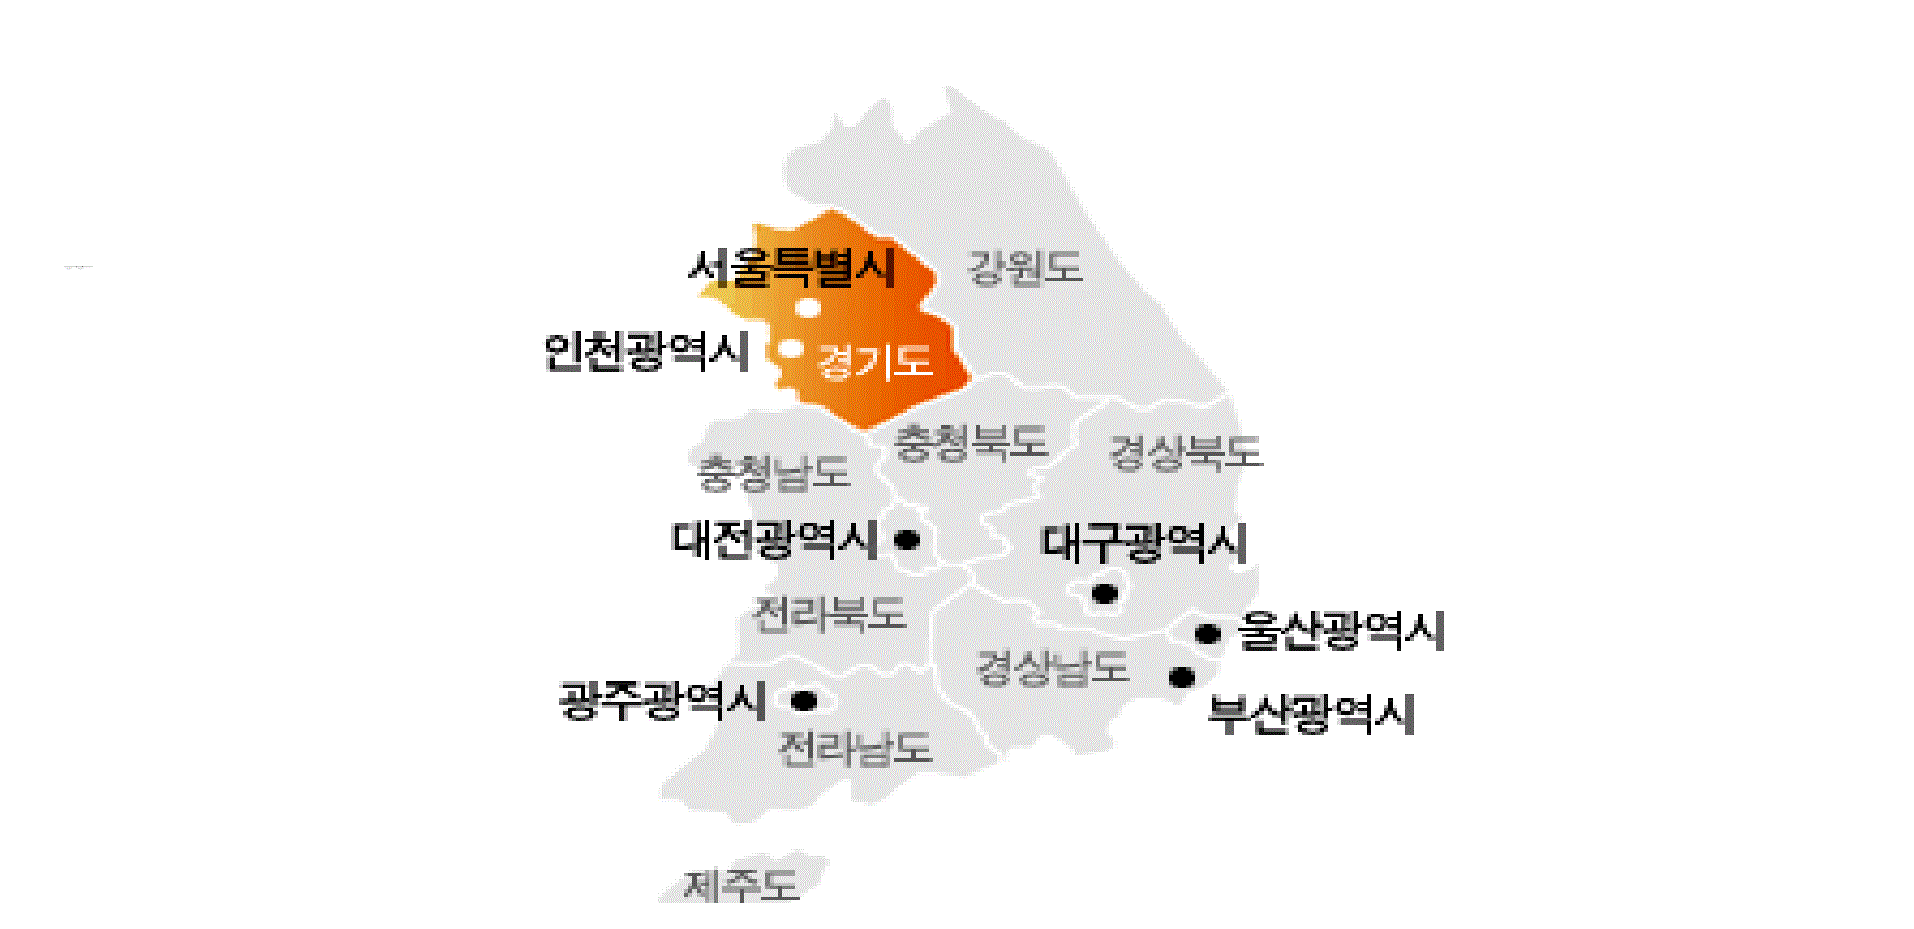 서울특별시
강원도
인천광역시
경기도
충청북도
경상북도
충청남도
대전광역시
대구광역시
전라북도
울산광역시
경상남도
광주광역시
부산광역시
전라남도
제주도